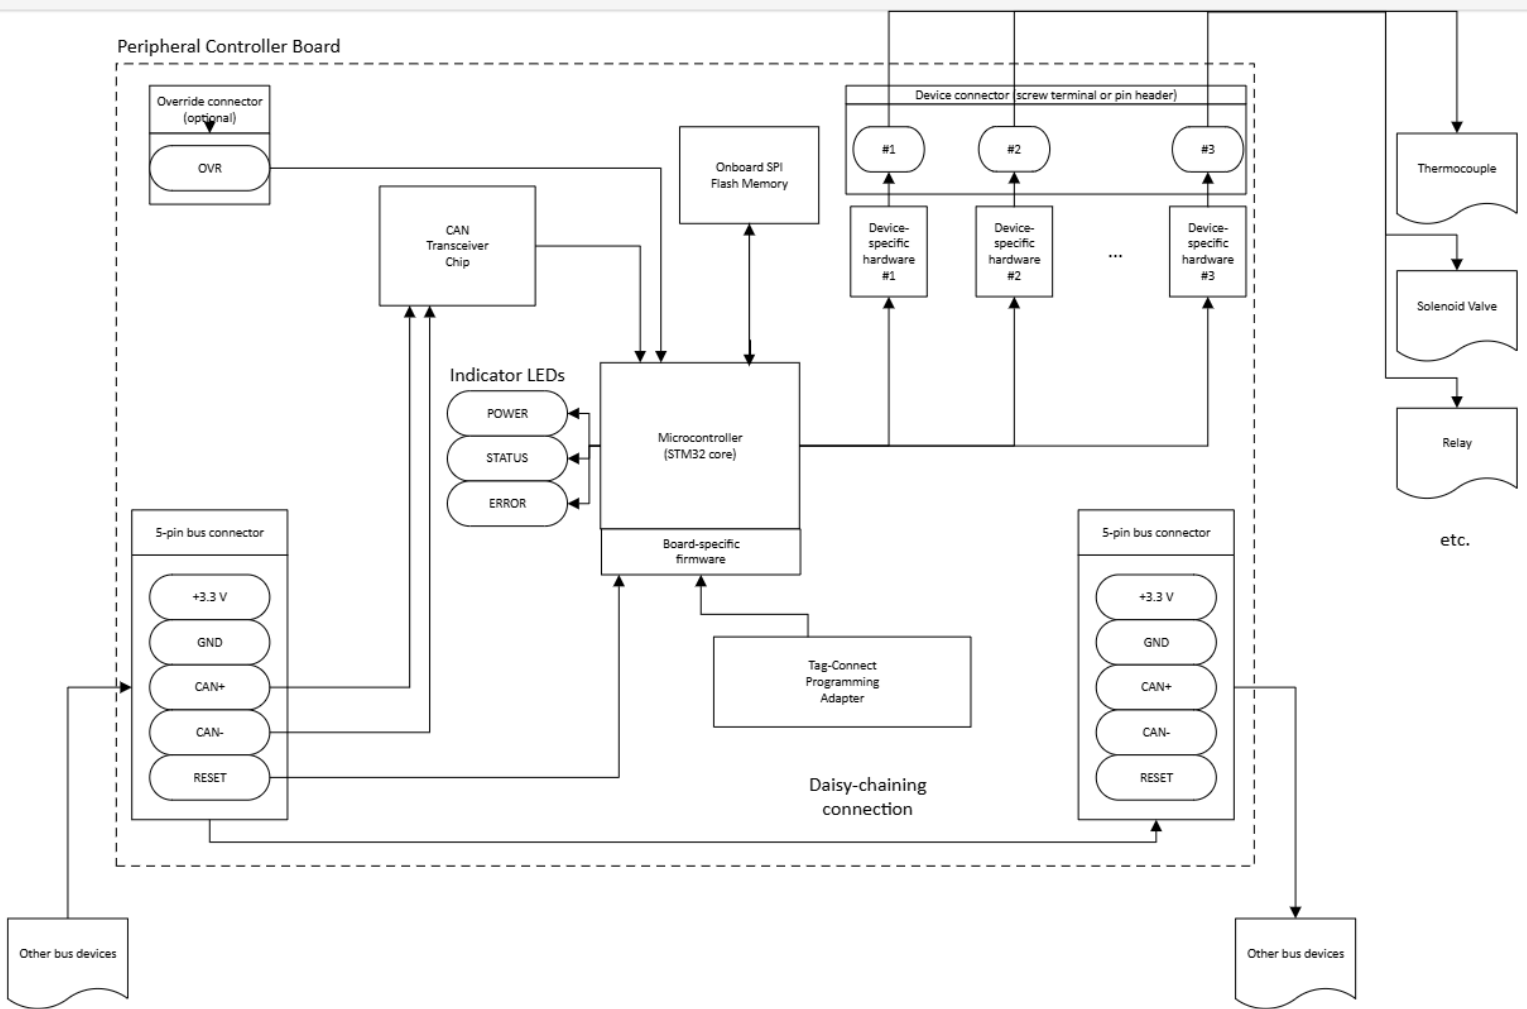 Peripheral Controller Board
Override connector
(optional)
OVR
CAN
Transceiver
Chip
Onboard SPI
Flash Memory
Device connector (screw terminal or pin header)
#1
#2
#3
Device-
specific
hardware
#1
Device-
specific
hardware
#2
...
Device-
specific
hardware
#3
Thermocouple
Solenoid Valve
Relay
etc.
Indicator LEDs
POWER
STATUS
ERROR
Microcontroller
(STM32 core)
Board-specific
firmware
Tag-Connect
Programming
Adapter
5-pin bus connector
+3.3 V
GND
CAN+
CAN-
RESET
5-pin bus connector
+3.3 V
GND
CAN+
CAN-
RESET
Daisy-chaining
connection
Other bus devices
Other bus devices